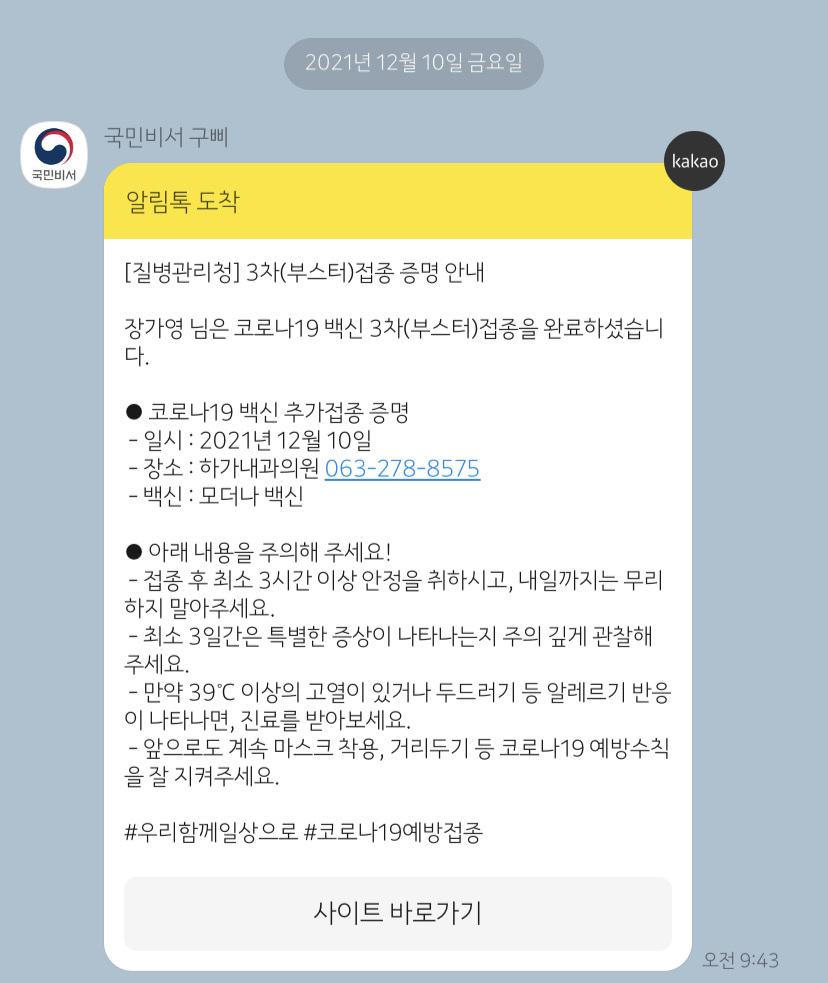 2021년 12월 10일 금요일
국민비서 구삐
국민비서
kakao
알림톡 도착
[질병관리청] 3차(부스터)접종 증명 안내
장가영 님은 코로나19 백신 3차(부스터)접종을 완료하셨습니
다.
● 코로나19 백신 추가접종 증명
- 일시 : 2021년 12월 10일
- 장소 : 하가내과의원 063-278-8575
- 백신 : 모더나 백신
● 아래 내용을 주의해 주세요!
- 접종 후 최소 3시간 이상 안정을 취하시고, 내일까지는 무리
하지 말아주세요.
- 최소 3일간은 특별한 증상이 나타나는지 주의 깊게 관찰해
주세요.
- 만약 39℃ 이상의 고열이 있거나 두드러기 등 알레르기 반응
이 나타나면, 진료를 받아보세요.
- 앞으로도 계속 마스크 착용, 거리두기 등 코로나19 예방수칙
을 잘 지켜주세요.
#우리함께일상으로 #코로나19예방접종
사이트 바로가기
오전 9:43